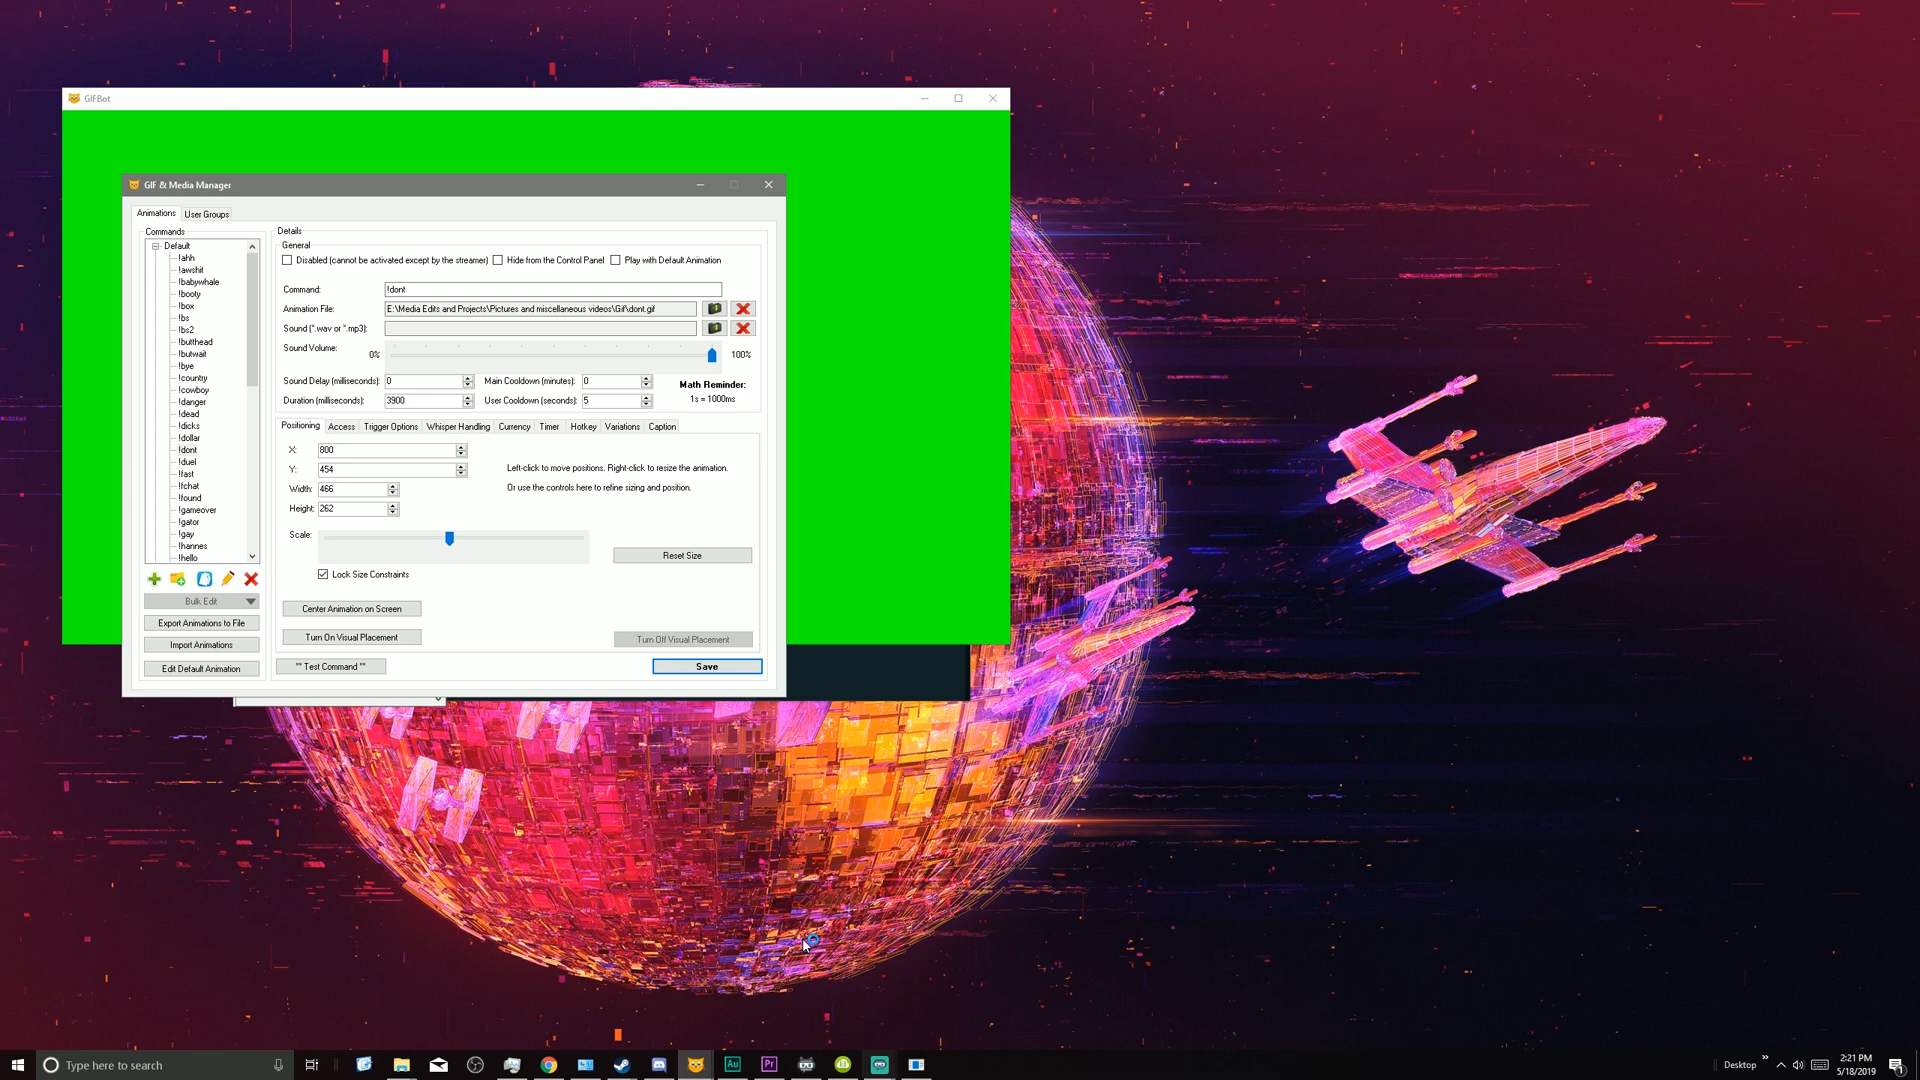 GIFBot
GIF & Media Manager
Animations
User Groups
Commands
Default
!ahh
!awshit
!babywhale
!booty
!box
!bs
!bs2
!butthead
!butwait
!bye
!country
!cowboy
!danger
!dead
!dicks
!dollar
!dont
!duel
!fast
!fchat
!found
!gameover
!gator
!gay
!hannes
!hello
Bulk Edit
Export Animations to File
Import Animations
Edit Default Animation
Details
General
Disabled (cannot be activated except by the streamer)
Hide from the Control Panel
Play with Default Animation
Command:
!dont
Animation File:
E:\Media Edits and Projects\Pictures and miscellaneous videos\Gif\dont.gif
Sound (*.wav or *.mp3):
Sound Volume:
0%
100%
Sound Delay (milliseconds):
0
Main Cooldown (minutes):
0
Math Reminder:
Duration (milliseconds):
3900
User Cooldown (seconds):
5
1s = 1000ms
Positioning
Access
Trigger Options
Whisper Handling
Currency
Timer
Hotkey
Variations
Caption
X:
800
Y:
454
Left-click to move positions. Right-click to resize the animation.
Width:
466
Or use the controls here to refine sizing and position.
Height:
262
Scale:
Reset Size
Lock Size Constraints
Center Animation on Screen
Turn On Visual Placement
Turn Off Visual Placement
** Test Command **
Save
Type here to search
Au
Pr
Desktop
2:21 PM
5/18/2019
1